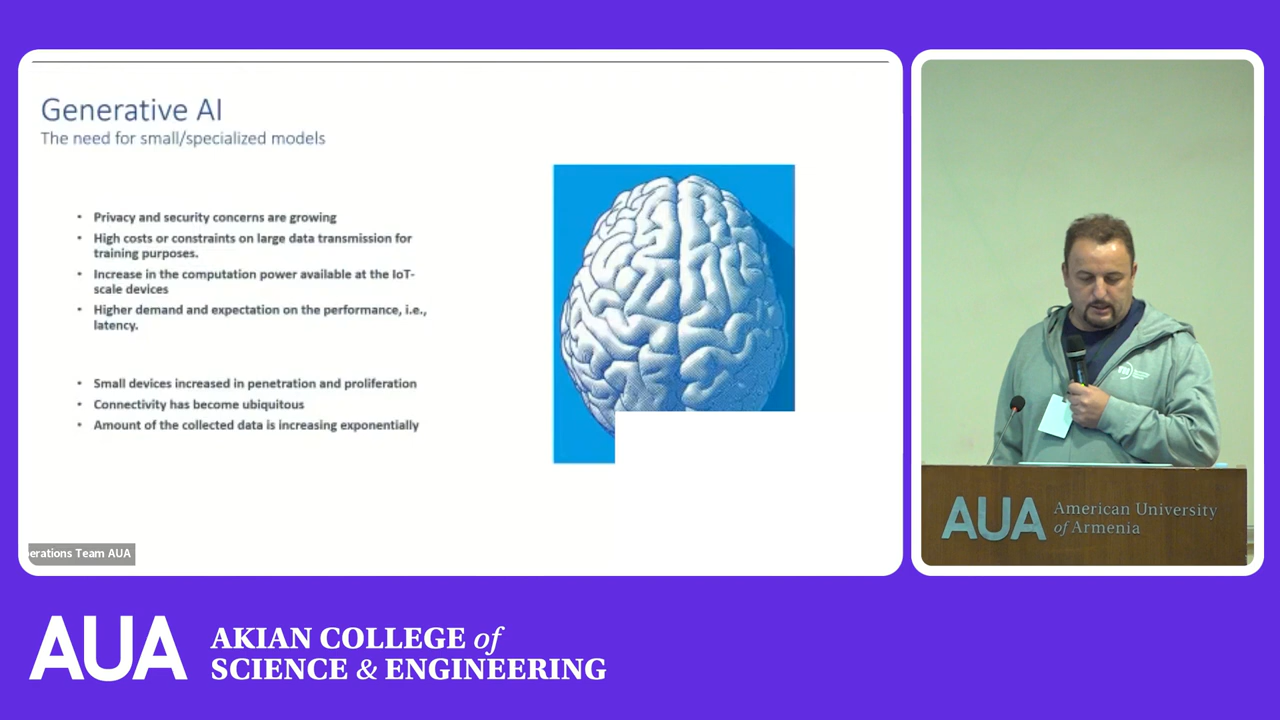 Generative AI
The need for small/specialized models
• Privacy and security concerns are growing
• High costs or constraints on large data transmission for
training purposes.
• Increase in the computation power available at the IoT-
scale devices
• Higher demand and expectation on the performance, i.e.,
latency.
• Small devices increased in penetration and proliferation
• Connectivity has become ubiquitous
• Amount of the collected data is increasing exponentially
erations Team AUA
AUA American University
of Armenia
AUA AKIAN COLLEGE of
SCIENCE & ENGINEERING